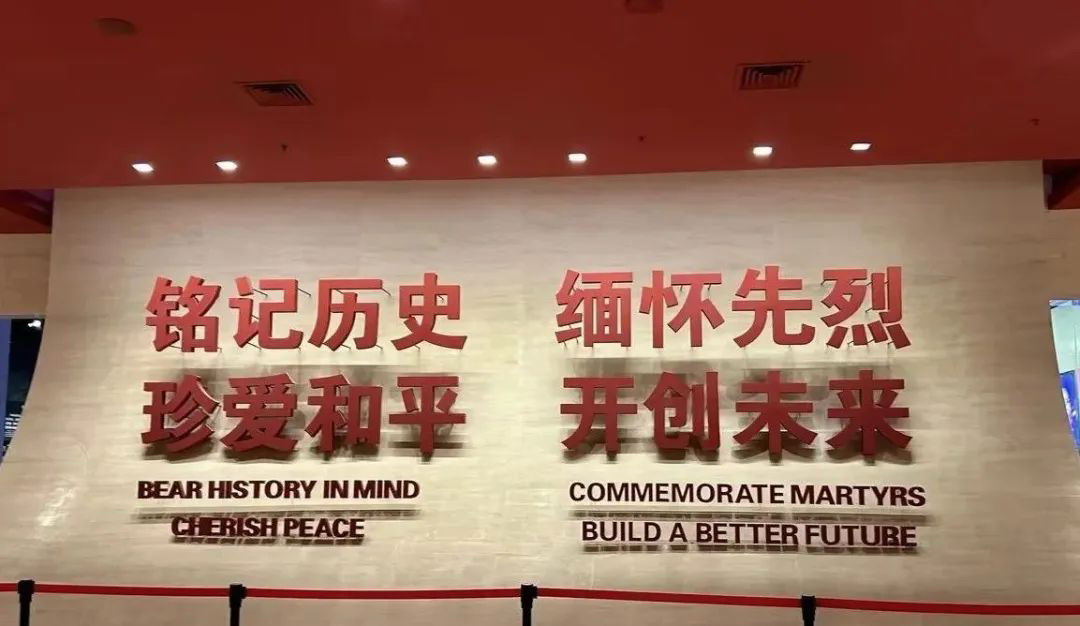 铭记历史 缅怀先烈
珍爱和平 开创未来
BEAR HISTORY IN MIND COMMEMORATE MARTYRS
CHERISH PEACE BUILD A BETTER FUTURE